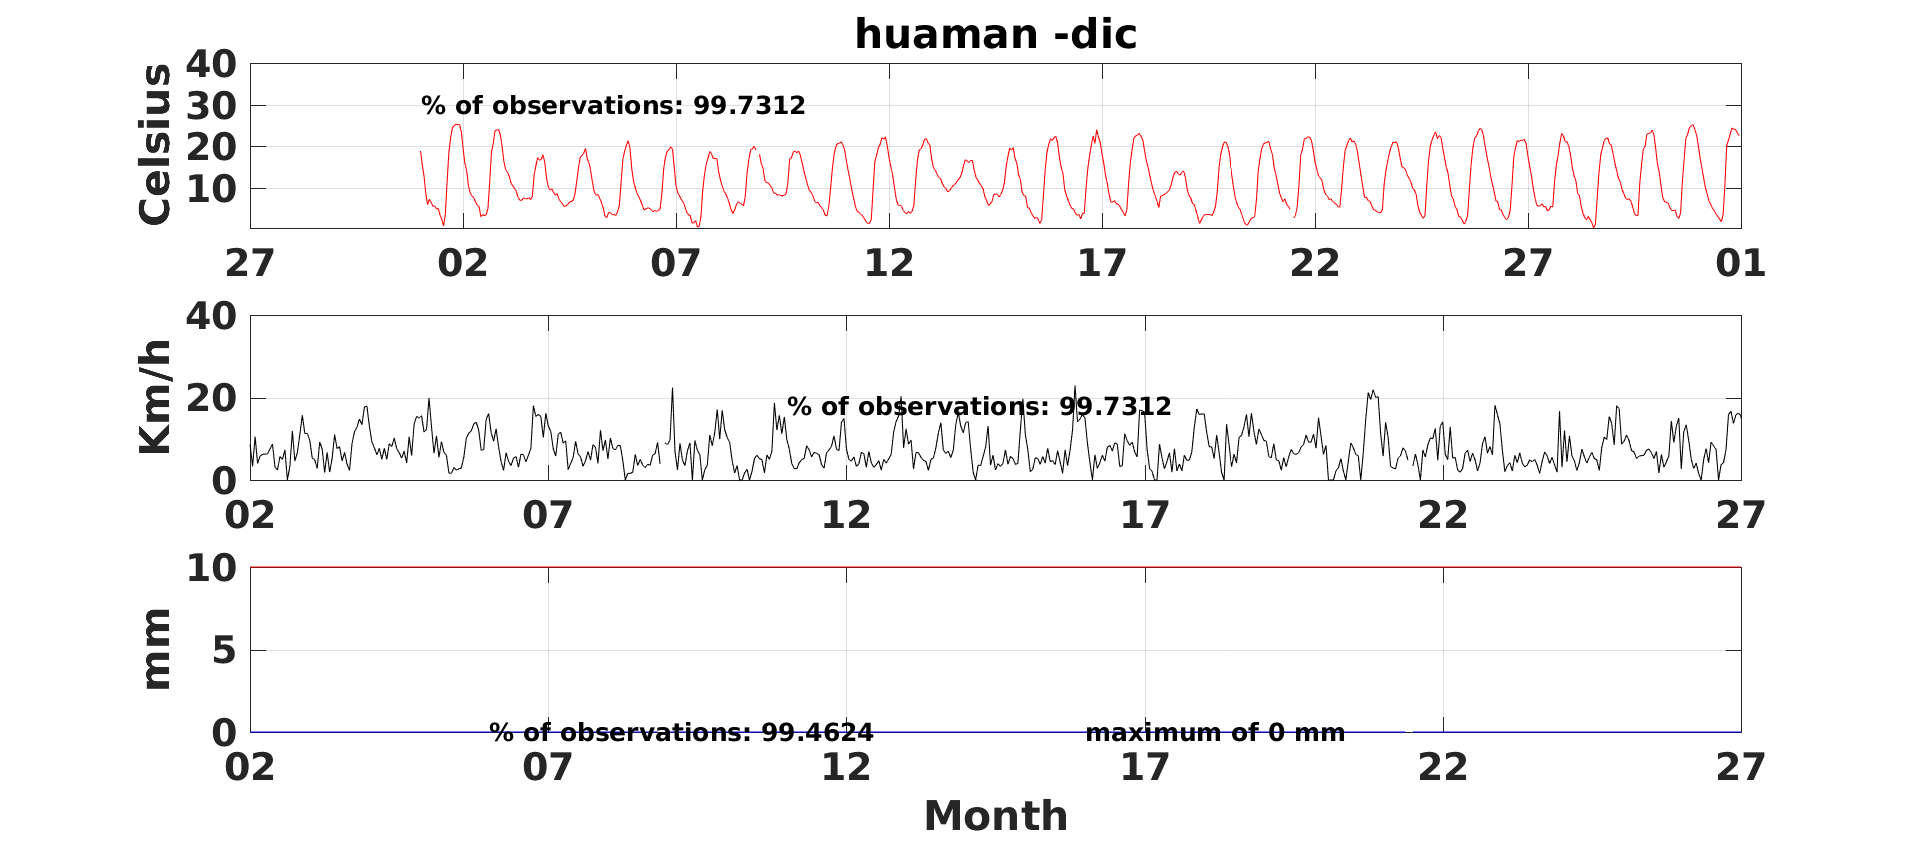 huaman -dic
Celsius
40
30
20
10
% of observations: 99.7312
27 02 07 12 17 22 27 01
Km/h
40
20
0
% of observations: 99.7312
02 07 12 17 22 27
mm
10
5
0
% of observations: 99.4624 maximum of 0 mm
02 07 12 17 22 27
Month